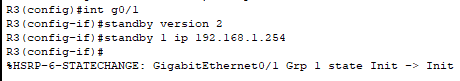 R3(config)#int g0/1
R3(config-if)#standby version 2
R3(config-if)#standby 1 ip 192.168.1.254
R3(config-if)#
%HSRP-6-STATECHANGE: GigabitEthernet0/1 Grp 1 state Init -> Init